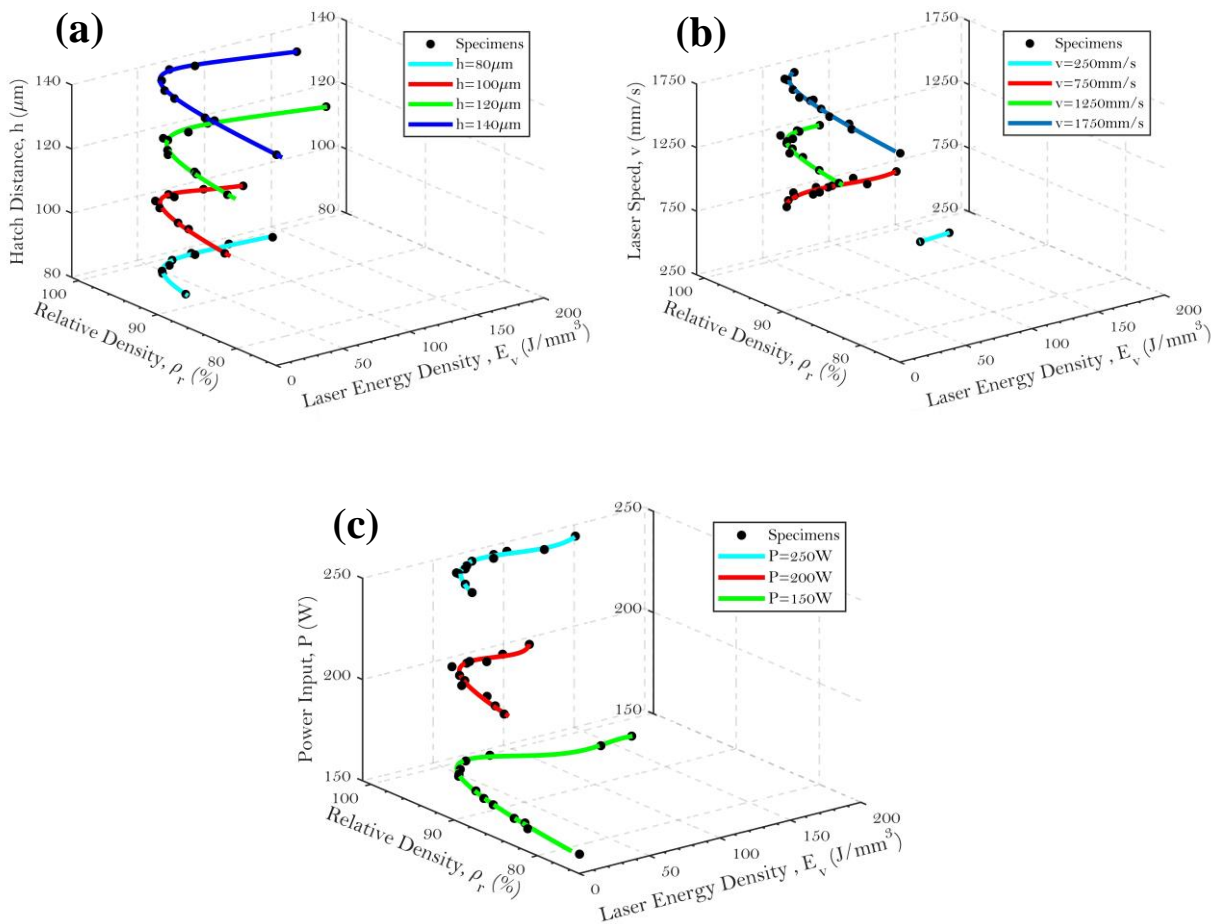 (a)
Hatch Distance, h (μm)
140
120
100
80
140
120
100
80
Specimens
h=80μm
h=100μm
h=120μm
h=140μm
100
90
80
Relative Density, ρr (%)
0
50
100
150
200
Laser Energy Density , Ev (J/mm3)
(b)
Laser Speed, v (mm/s)
1750
1250
750
250
1750
1250
750
250
Specimens
v=250mm/s
v=750mm/s
v=1250mm/s
v=1750mm/s
100
90
80
Relative Density, ρr (%)
0
50
100
150
200
Laser Energy Density , Ev (J/mm3)
(c)
Power Input, P (W)
250
200
150
250
200
150
Specimens
P=250W
P=200W
P=150W
100
90
80
Relative Density, ρr (%)
0
50
100
150
200
Laser Energy Density , Ev (J/mm3)